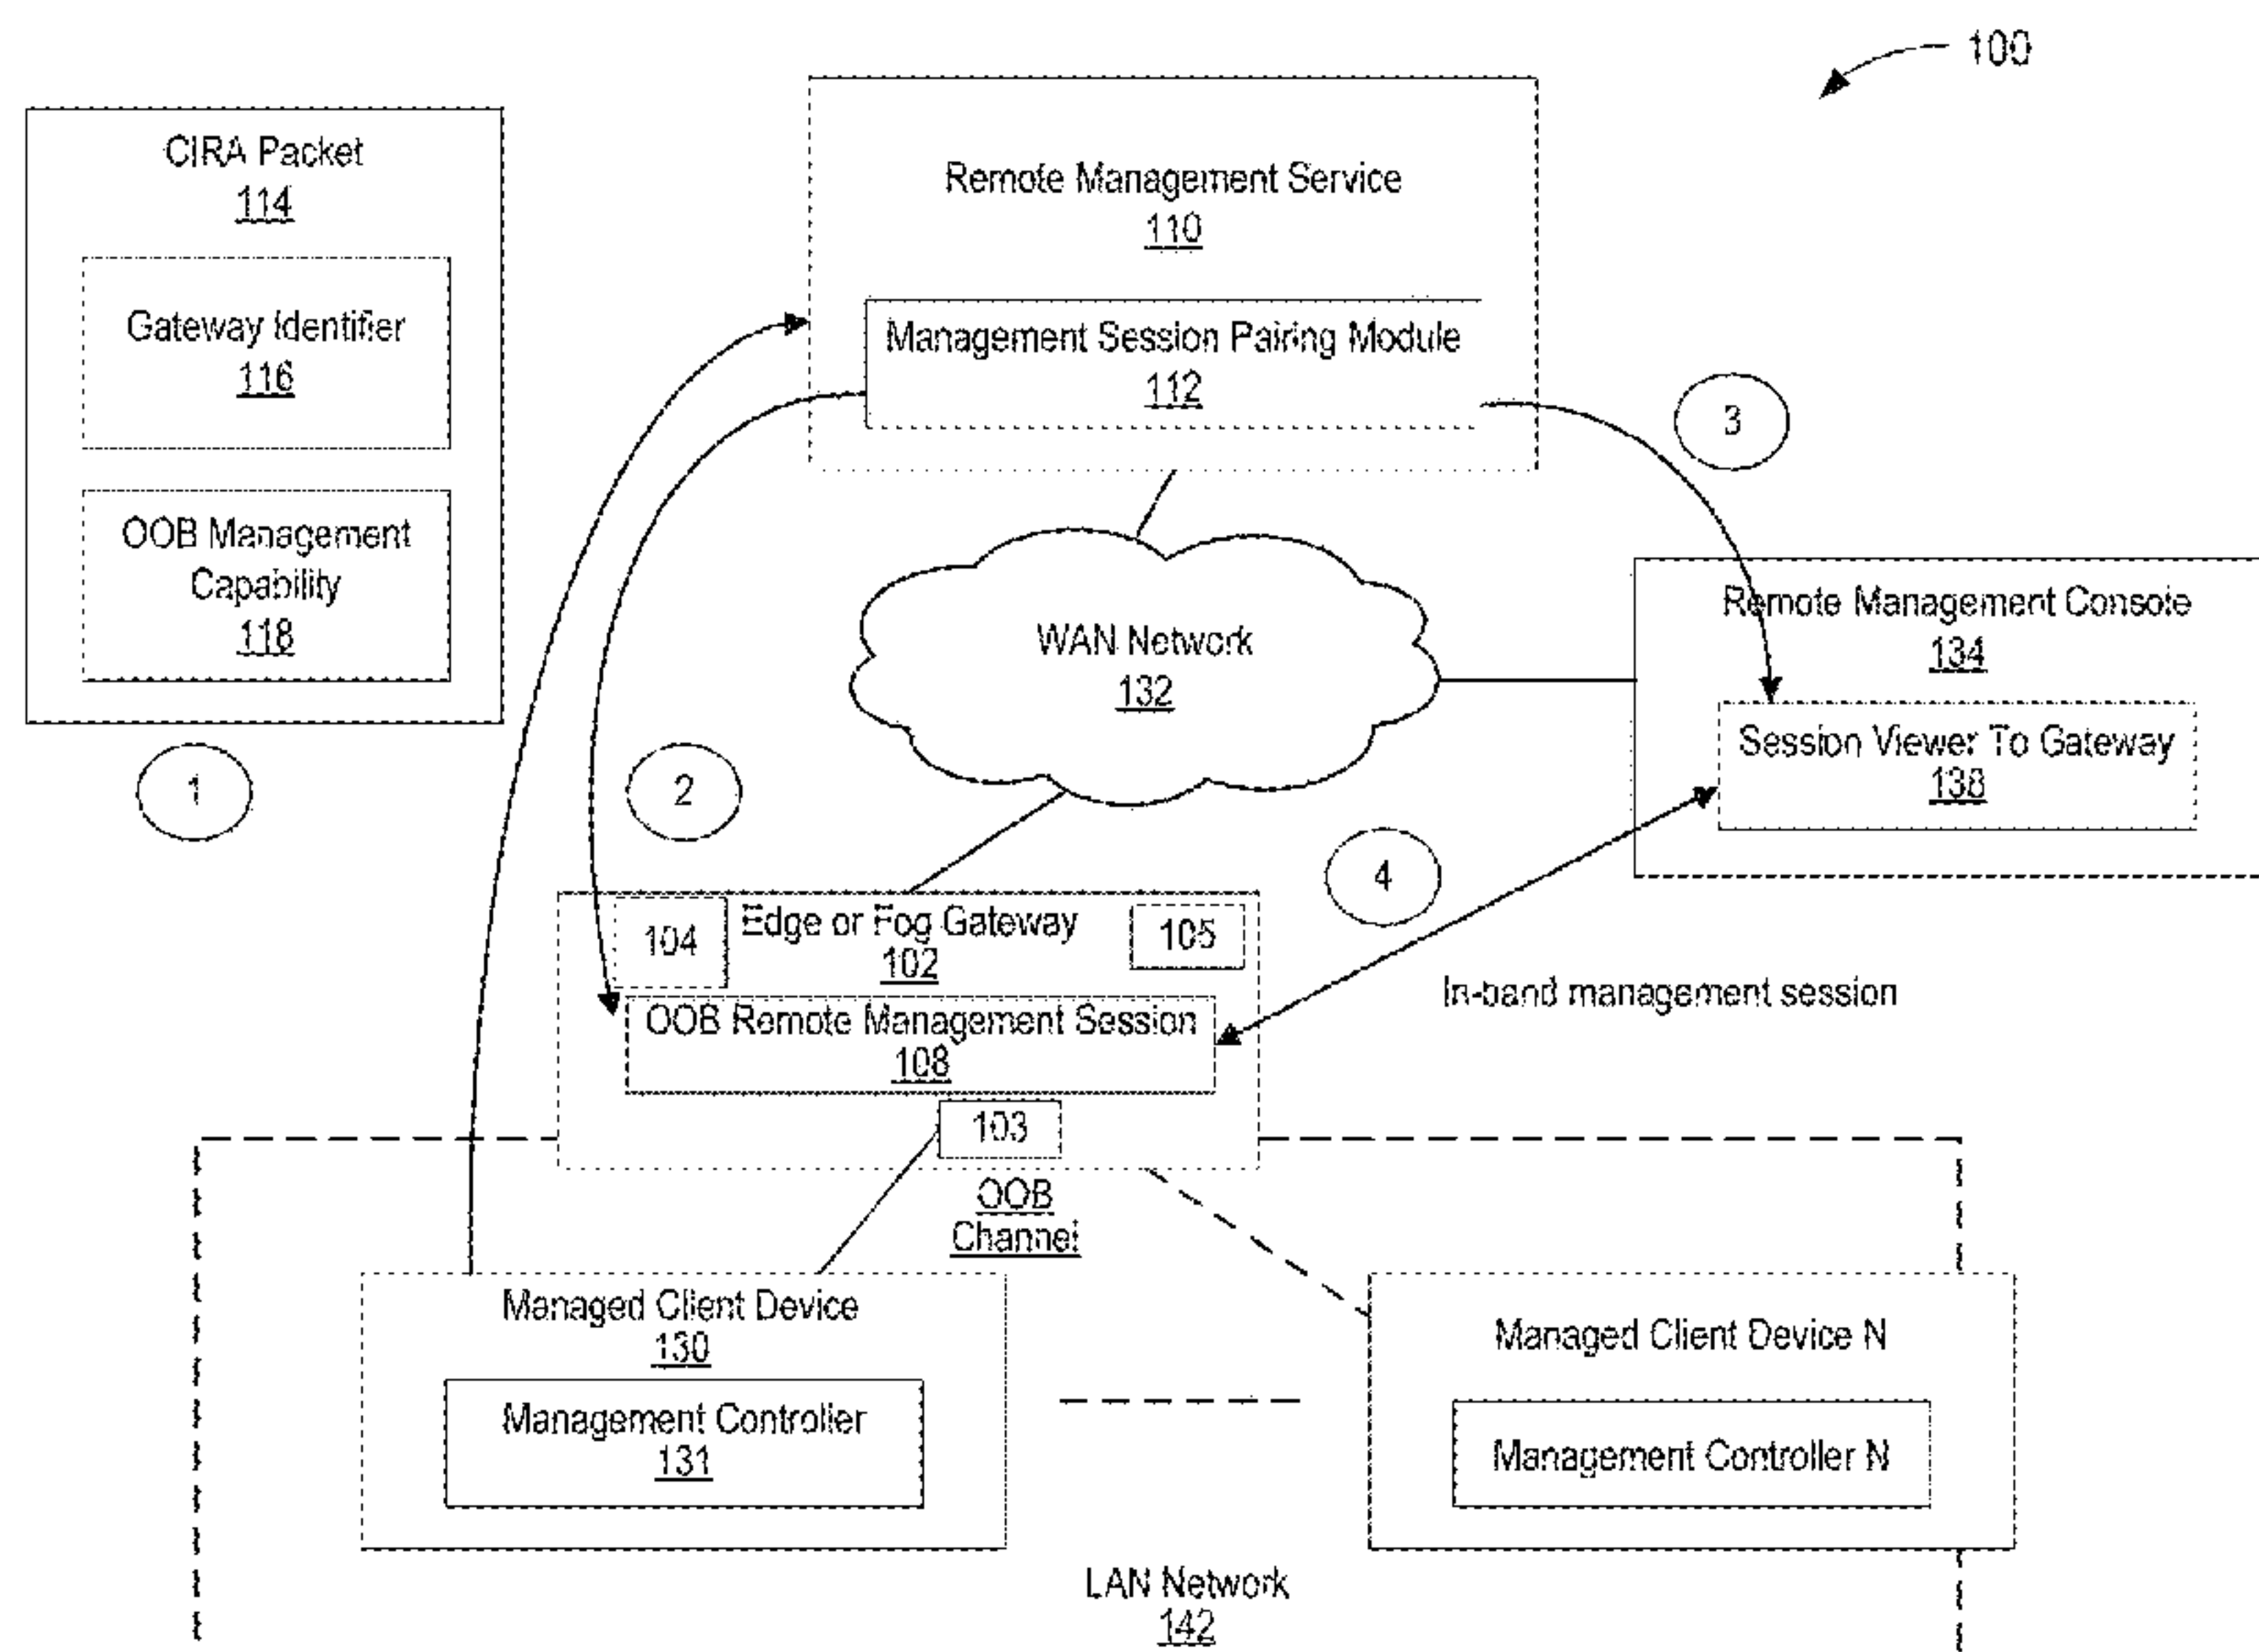 100
CIRA Packet
114
Gateway Identifier
116
OOB Management
Capability
118
Remote Management Service
110
Management Session Pairing Module
112
3
WAN Network
132
Remote Management Console
134
Session Viewer To Gateway
138
1
2
4
104
Edge or Fog Gateway
102
105
In-band management session
OOB Remote Management Session
108
103
OOB
Channel
Managed Client Device
130
Management Controller
131
Managed Client Device N
Management Controller N
LAN Network
142